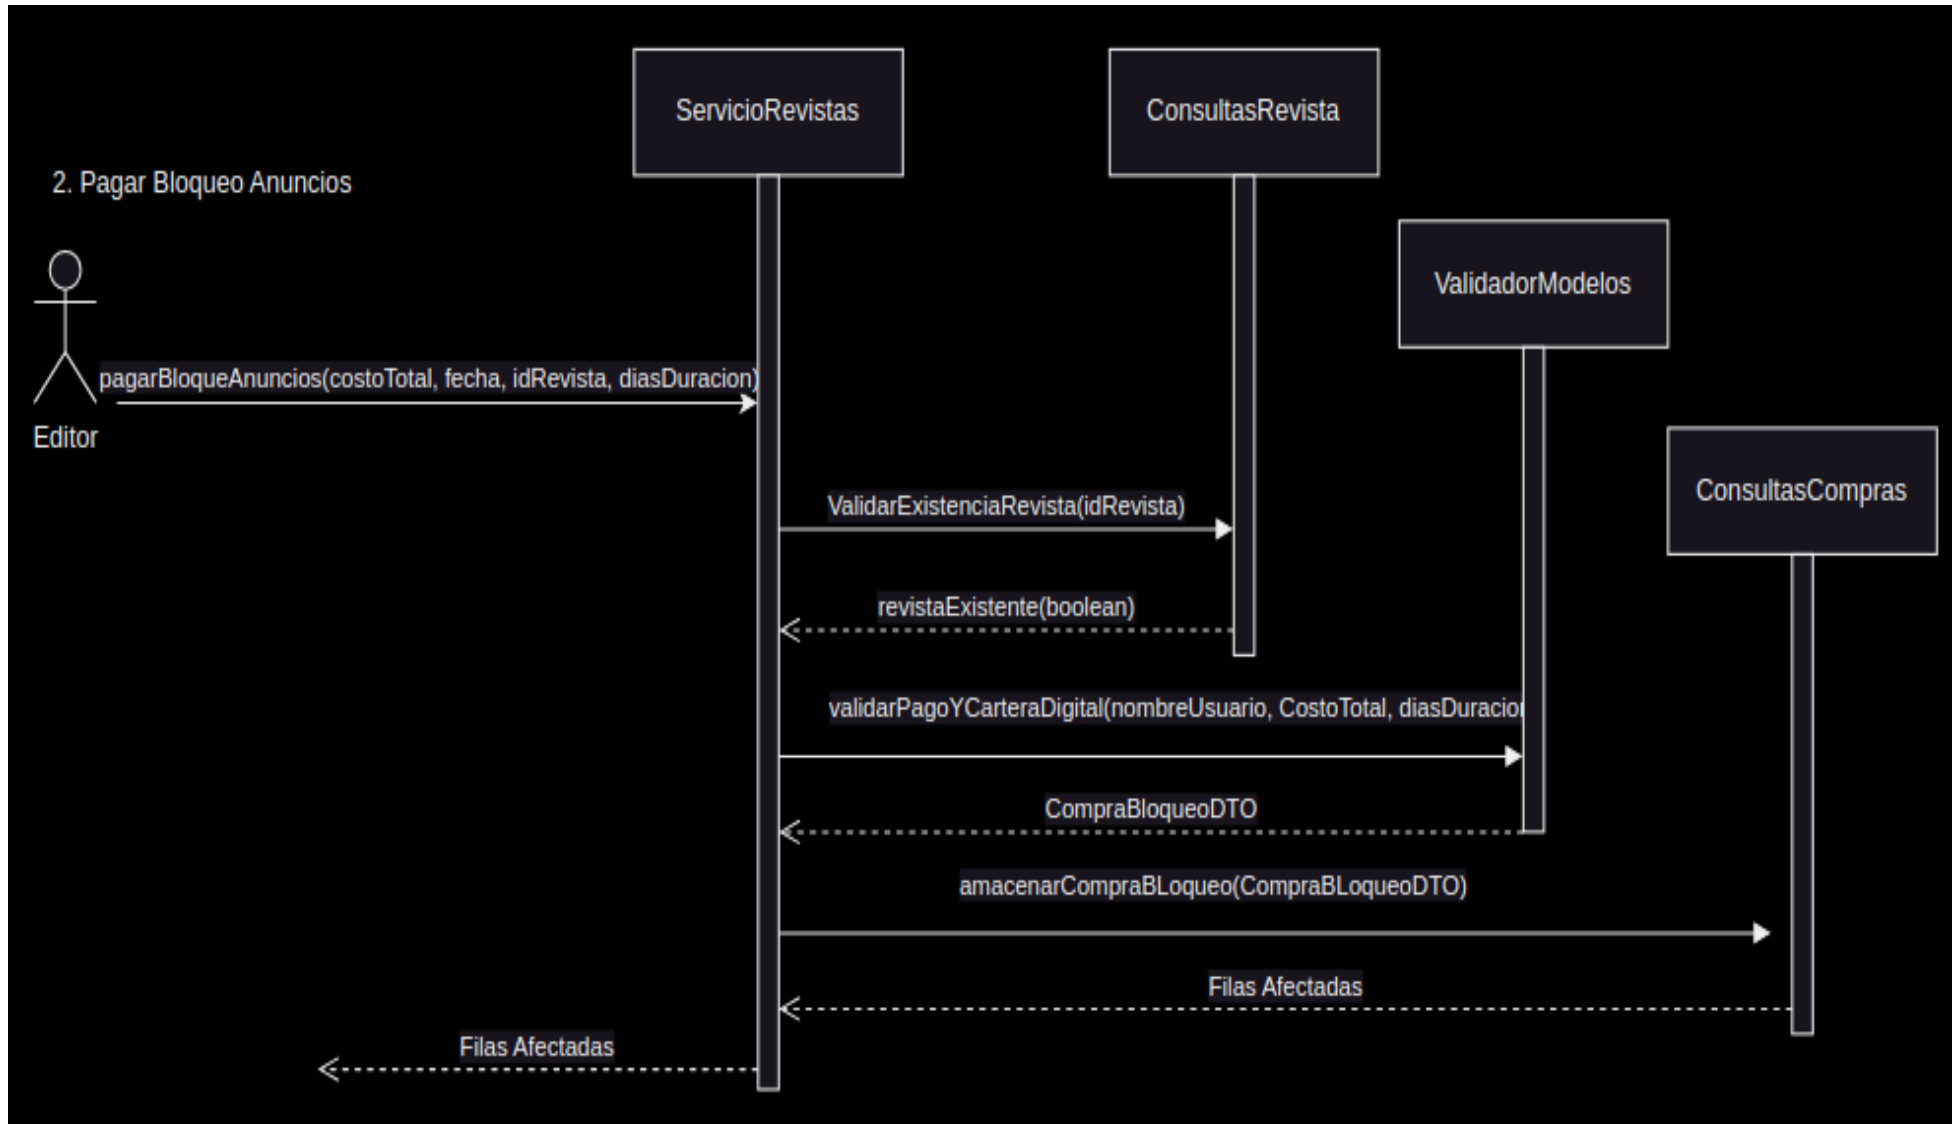 ServicioRevistas
ConsultasRevista
2. Pagar Bloqueo Anuncios
ValidadorModelos
pagarBloqueAnuncios(costoTotal, fecha, idRevista, diasDuracion)
Editor
ConsultasCompras
ValidarExistenciaRevista(idRevista)
revistaExistente(boolean)
validarPagoYCarteraDigital(nombreUsuario, CostoTotal, diasDuracion
CompraBloqueoDTO
amacenarCompraBLoqueo(CompraBLoqueoDTO)
Filas Afectadas
Filas Afectadas